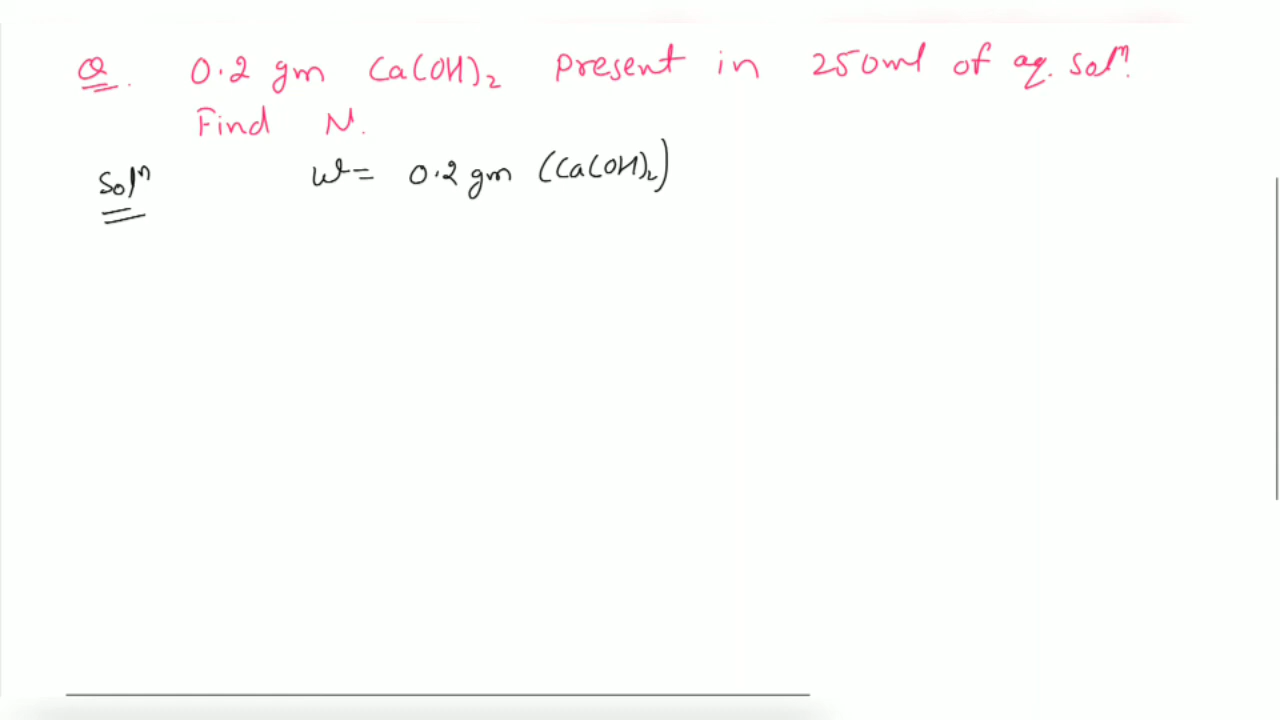 Q. 0.2 gm Ca(OH)₂ present in 250ml of aq. solⁿ.
Find N.
Solⁿ w = 0.2 gm (Ca(OH)₂)